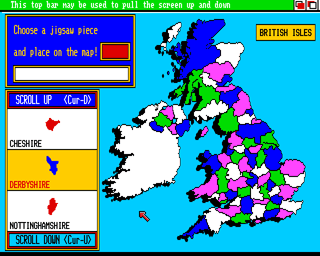 This top bar may be used to pull the screen up and down
Choose a jigsaw piece
and place on the map!
BRITISH ISLES
SCROLL UP <Cur-D>
CHESHIRE
DERBYSHIRE
NOTTINGHAMSHIRE
SCROLL DOWN <Cur-U>